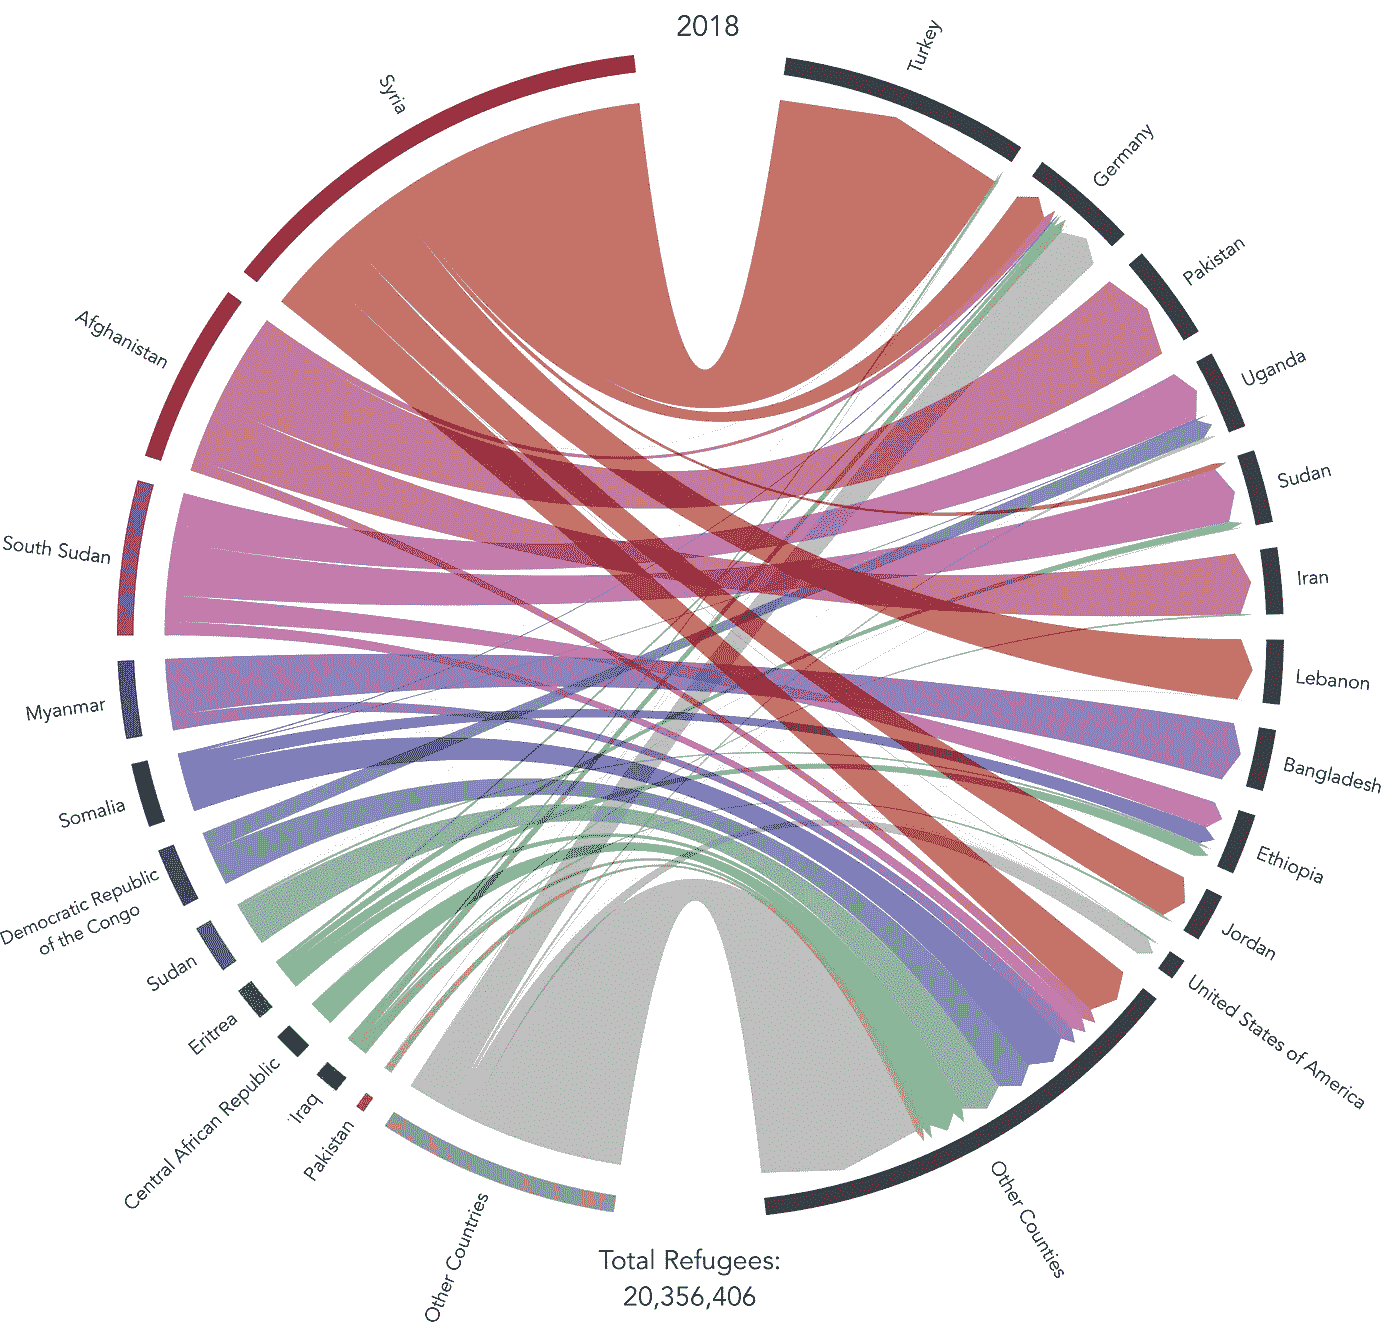 2018
Syria
Afghanistan
South Sudan
Myanmar
Somalia
Democratic Republic
of the Congo
Sudan
Eritrea
Central African Republic
Iraq
Pakistan
Other Countries
Turkey
Germany
Pakistan
Uganda
Sudan
Iran
Lebanon
Bangladesh
Ethiopia
Jordan
United States of America
Other Counties
Total Refugees:
20,356,406